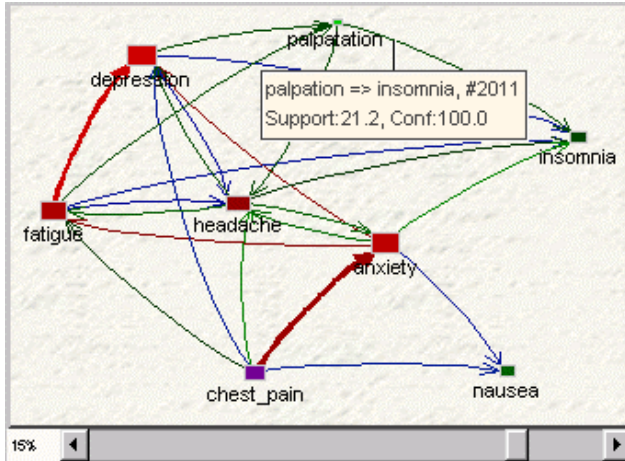 palpatation
depression
palpation => insomnia, #2011
Support:21.2, Conf:100.0
insomnia
headache
fatigue
anxiety
chest_pain
nausea
15%